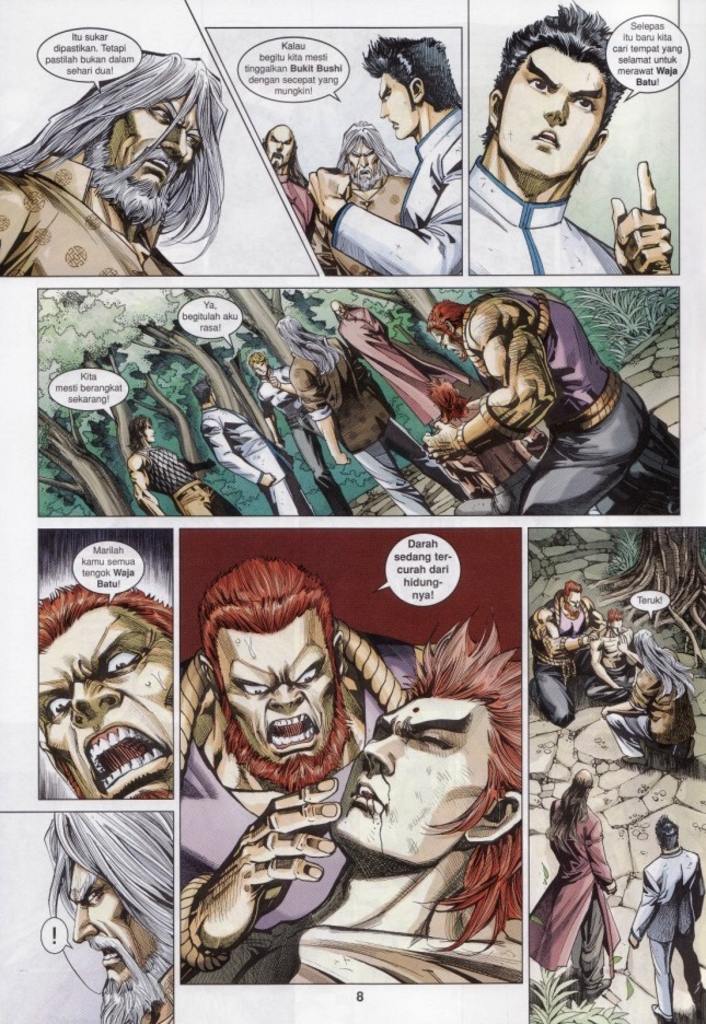 Itu sukar
dipastikan. Tetapi
pastilah bukan dalam
sehari dua!
Kalau
begitu kita mesti
tinggalkan Bukit Bushi
dengan secepat yang
mungkin!
Selepas
itu baru kita
cari tempat yang
selamat untuk
merawat Waja
Batu!
Kita
mesti berangkat
sekarang!
Ya,
begitulah aku
rasa!
Marilah
kamu semua
tengok Waja
Batu!
Darah
sedang ter-
curah dari
hidung-
nya!
Teruk!
!
8